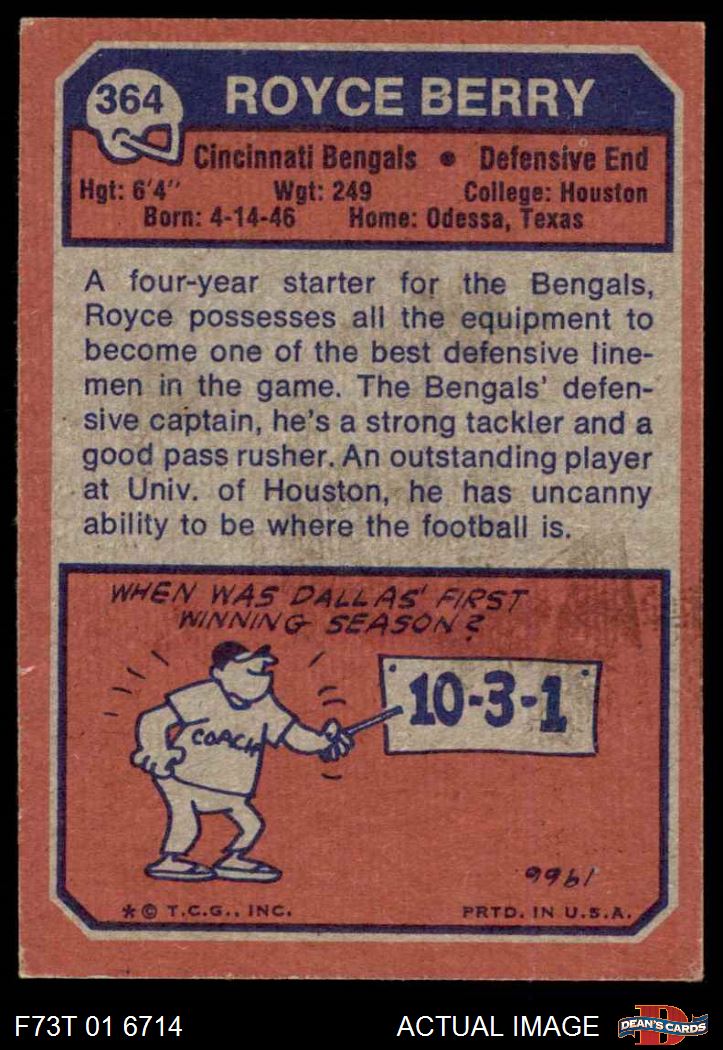 364
ROYCE BERRY
Cincinnati Bengals • Defensive End
Hgt: 6'4" Wgt: 249 College: Houston
Born: 4-14-46 Home: Odessa, Texas
A four-year starter for the Bengals,
Royce possesses all the equipment to
become one of the best defensive line-
men in the game. The Bengals' defen-
sive captain, he's a strong tackler and a
good pass rusher. An outstanding player
at Univ. of Houston, he has uncanny
ability to be where the football is.
WHEN WAS DALLAS' FIRST
WINNING SEASON?
10-3-1
COACH
1966
* © T.C.G., INC. PRTD. IN U.S.A.
F73T 01 6714 ACTUAL IMAGE D DEAN'S CARDS